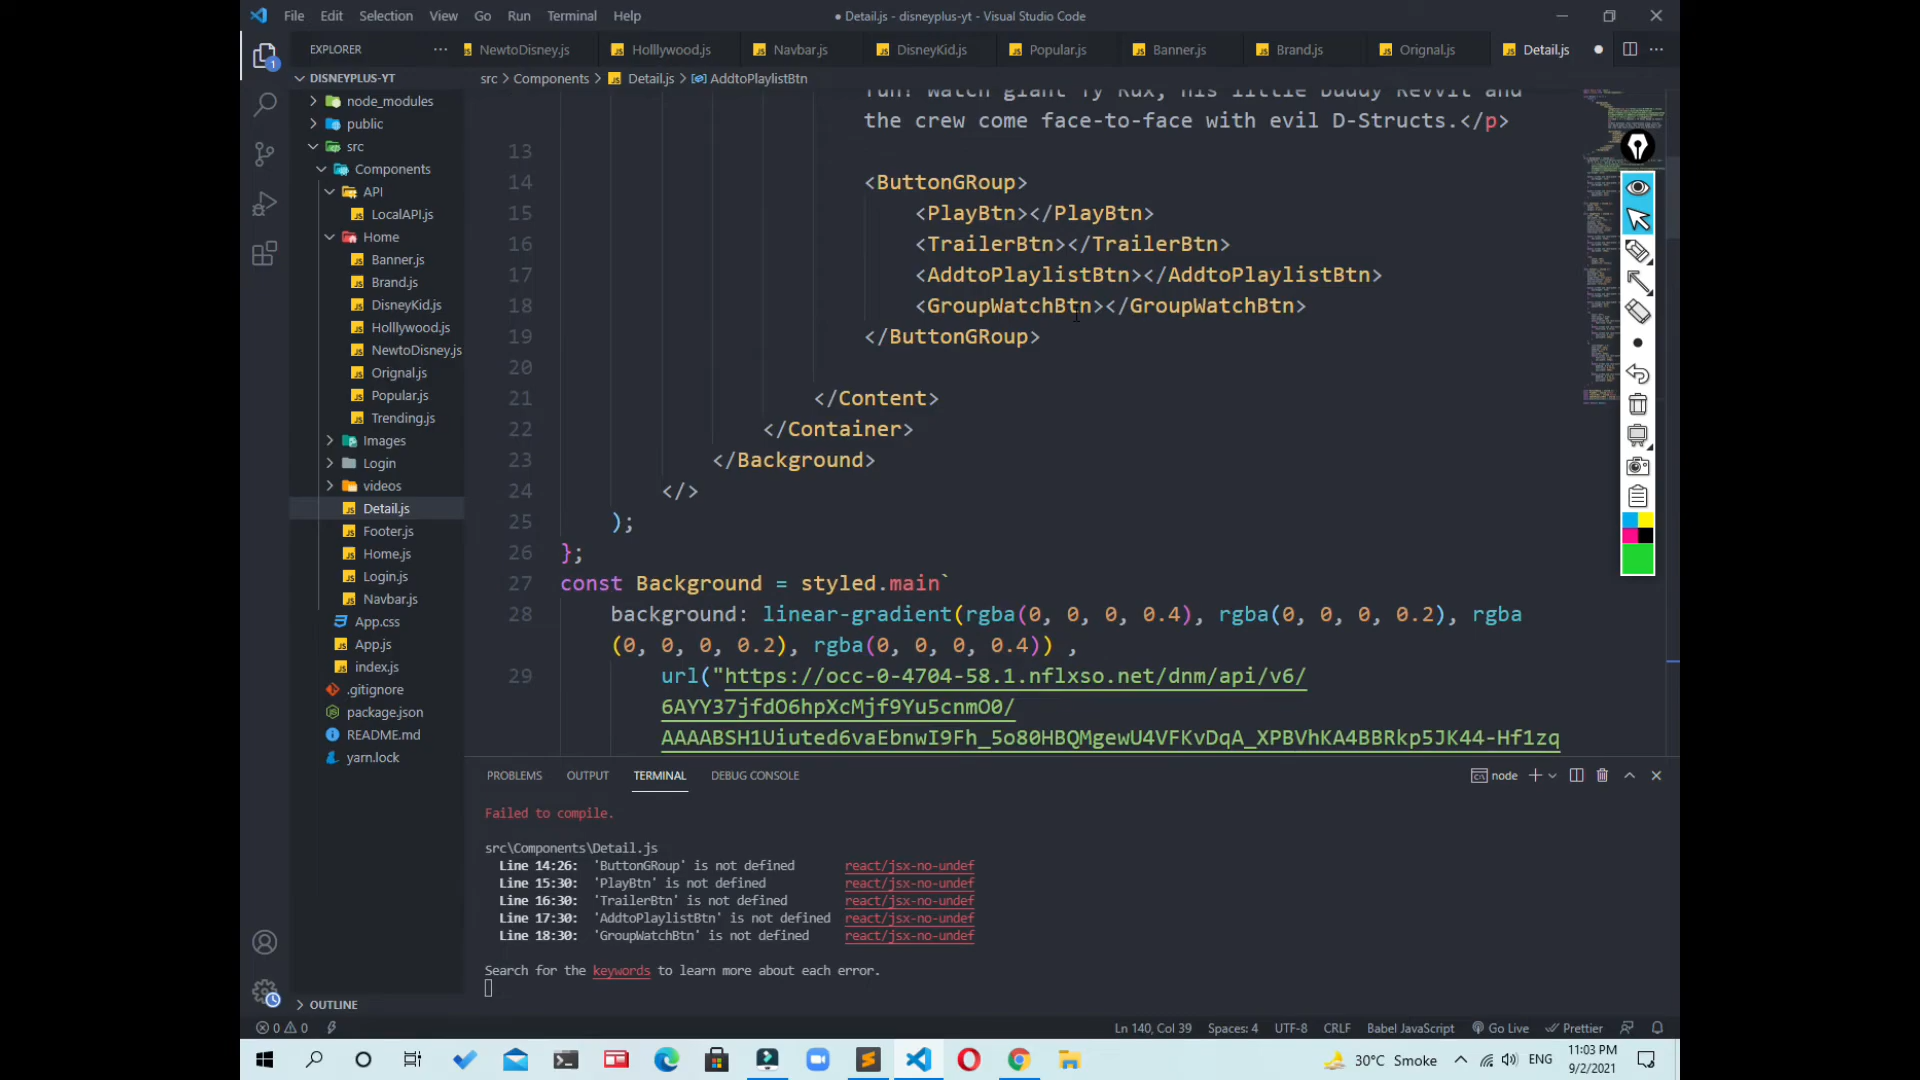 File Edit Selection View Go Run Terminal Help
● Detail.js - disneyplus-yt - Visual Studio Code
EXPLORER
NewtoDisney.js Holllywood.js Navbar.js DisneyKid.js Popular.js Banner.js Brand.js Orignal.js Detail.js
src > Components > Detail.js > AddtoPlaylistBtn
DISNEYPLUS-YT
node_modules
public
src
Components
API
LocalAPI.js
Home
Banner.js
Brand.js
DisneyKid.js
Holllywood.js
NewtoDisney.js
Orignal.js
Popular.js
Trending.js
Images
Login
videos
Detail.js
Footer.js
Home.js
Login.js
Navbar.js
App.css
App.js
index.js
.gitignore
package.json
README.md
yarn.lock
OUTLINE
fun! Watch giant Ty Rux, his little buddy Revvit and
the crew come face-to-face with evil D-Structs.</p>
13
14 <ButtonGRoup>
15 <PlayBtn></PlayBtn>
16 <TrailerBtn></TrailerBtn>
17 <AddtoPlaylistBtn></AddtoPlaylistBtn>
18 <GroupWatchBtn></GroupWatchBtn>
19 </ButtonGRoup>
20
21 </Content>
22 </Container>
23 </Background>
24 </>
25 );
26 };
27 const Background = styled.main`
28 background: linear-gradient(rgba(0, 0, 0, 0.4), rgba(0, 0, 0, 0.2), rgba
(0, 0, 0, 0.2), rgba(0, 0, 0, 0.4)) ,
29 url("https://occ-0-4704-58.1.nflxso.net/dnm/api/v6/
6AYY37jfdO6hpXcMjf9Yu5cnmO0/
AAAABSH1Uiuted6vaEbnwI9Fh_5o80HBQMgewU4VFKvDqA_XPBVhKA4BBRkp5JK44-Hf1zq
PROBLEMS OUTPUT TERMINAL DEBUG CONSOLE
node
Failed to compile.
src\Components\Detail.js
Line 14:26: 'ButtonGRoup' is not defined react/jsx-no-undef
Line 15:30: 'PlayBtn' is not defined react/jsx-no-undef
Line 16:30: 'TrailerBtn' is not defined react/jsx-no-undef
Line 17:30: 'AddtoPlaylistBtn' is not defined react/jsx-no-undef
Line 18:30: 'GroupWatchBtn' is not defined react/jsx-no-undef
Search for the keywords to learn more about each error.
0 0 Ln 140, Col 39 Spaces: 4 UTF-8 CRLF Babel JavaScript Go Live Prettier
30°C Smoke ENG 11:03 PM
9/2/2021